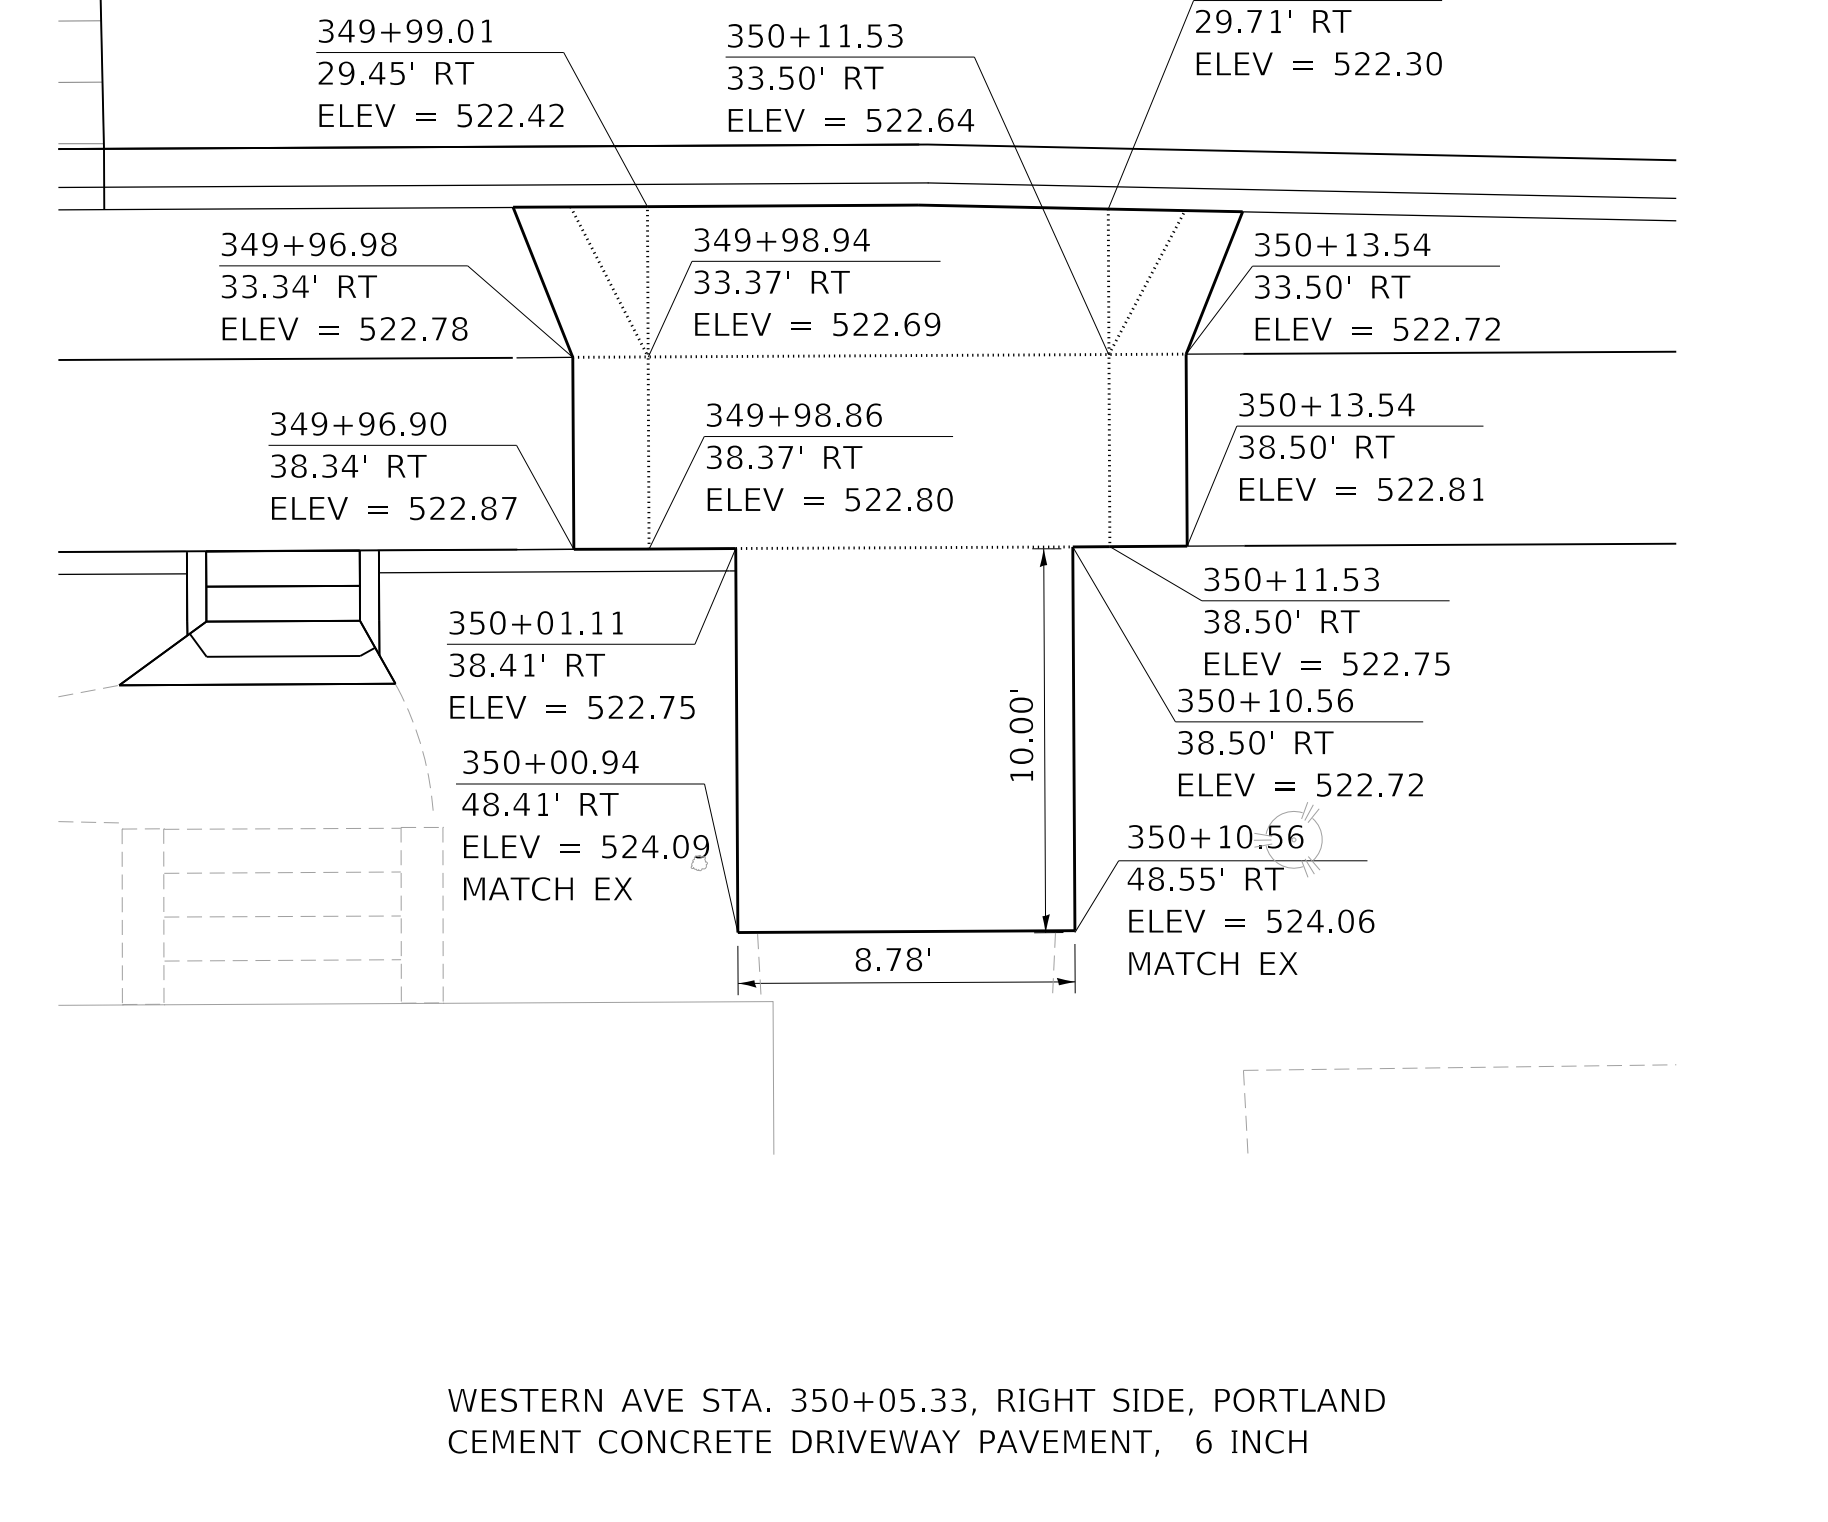 349+99.01
29.45' RT
ELEV = 522.42
350+11.53
33.50' RT
ELEV = 522.64
29.71' RT
ELEV = 522.30
349+96.98
33.34' RT
ELEV = 522.78
349+98.94
33.37' RT
ELEV = 522.69
350+13.54
33.50' RT
ELEV = 522.72
349+96.90
38.34' RT
ELEV = 522.87
349+98.86
38.37' RT
ELEV = 522.80
350+13.54
38.50' RT
ELEV = 522.81
350+01.11
38.41' RT
ELEV = 522.75
350+11.53
38.50' RT
ELEV = 522.75
350+00.94
48.41' RT
ELEV = 524.09
MATCH EX
10.00'
350+10.56
38.50' RT
ELEV = 522.72
350+10.56
48.55' RT
ELEV = 524.06
MATCH EX
8.78'
WESTERN AVE STA. 350+05.33, RIGHT SIDE, PORTLAND
CEMENT CONCRETE DRIVEWAY PAVEMENT, 6 INCH